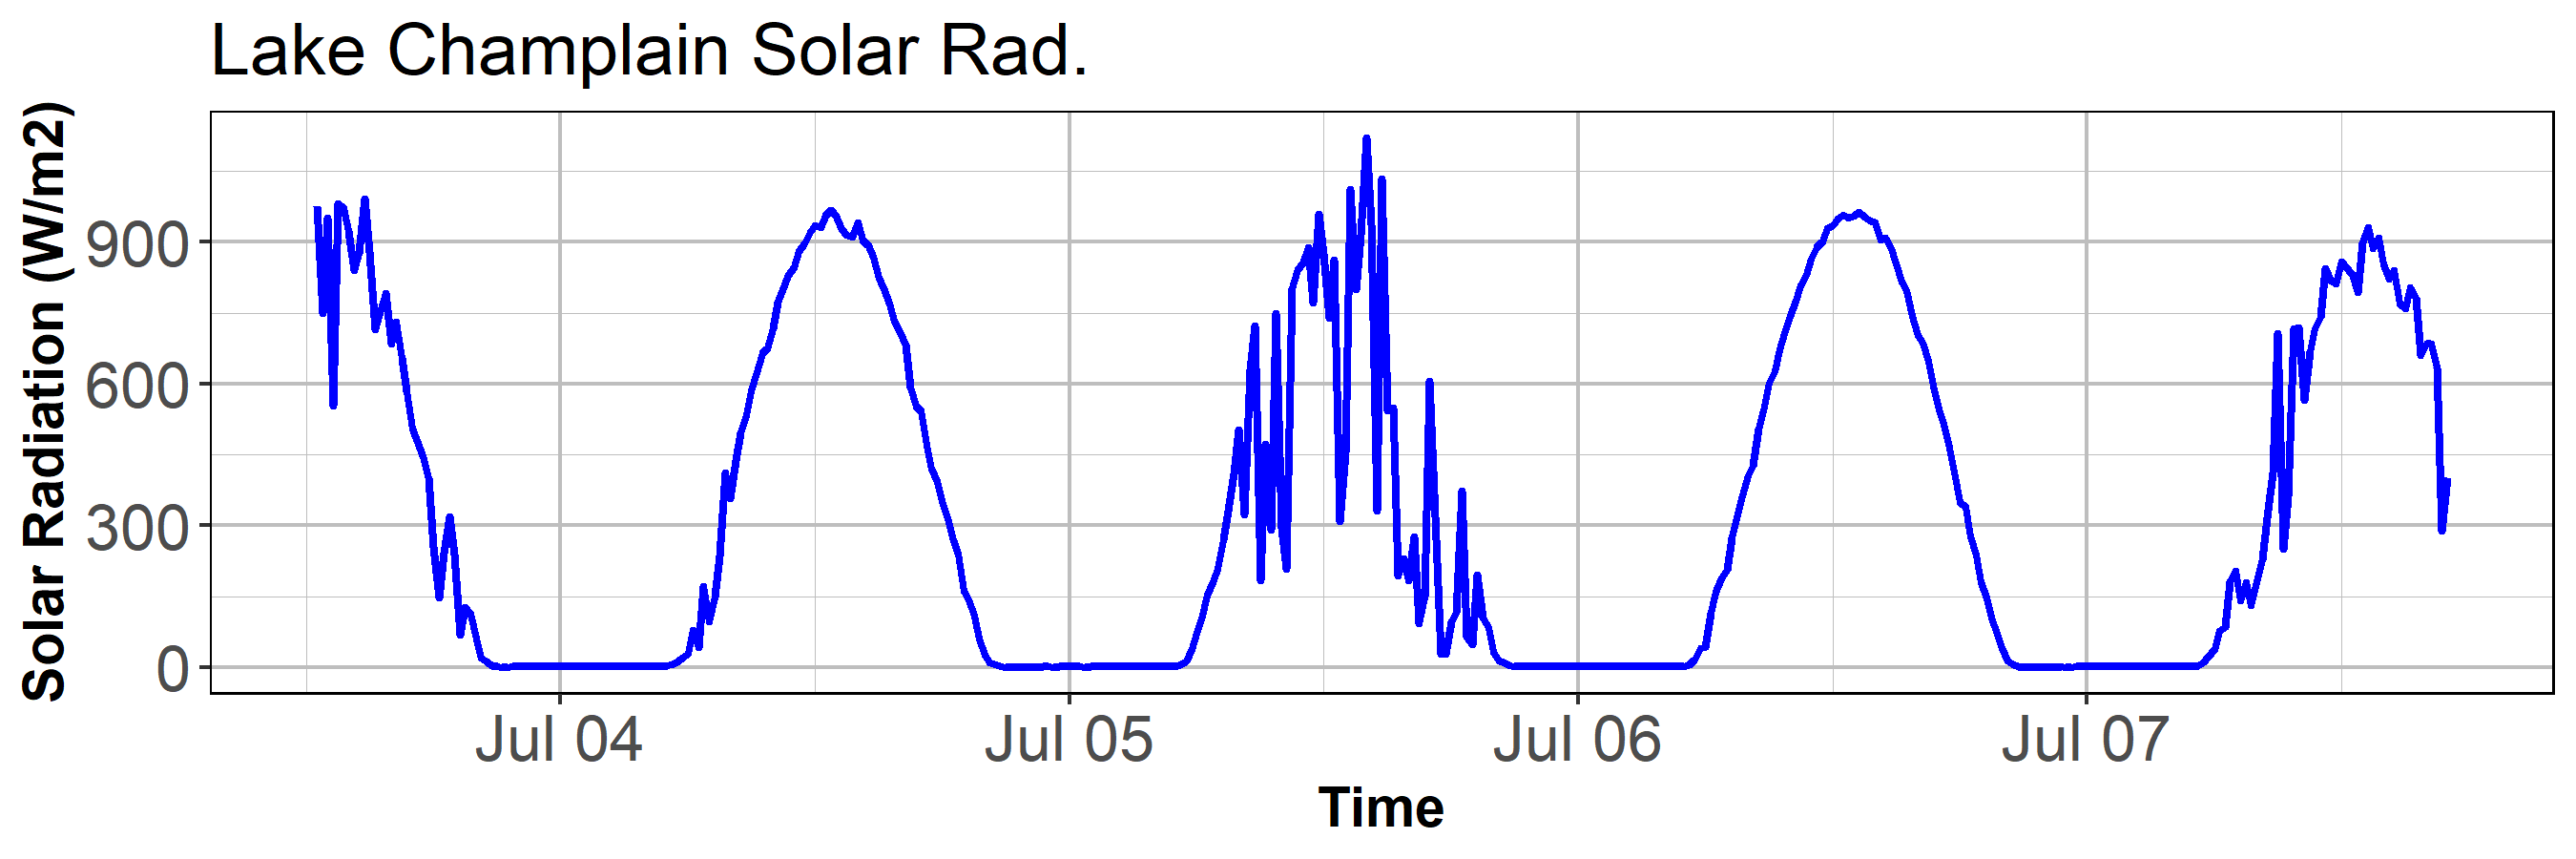 Lake Champlain Solar Rad.
Solar Radiation (W/m2)
900
600
300
0
Jul 04 Jul 05 Jul 06 Jul 07
Time